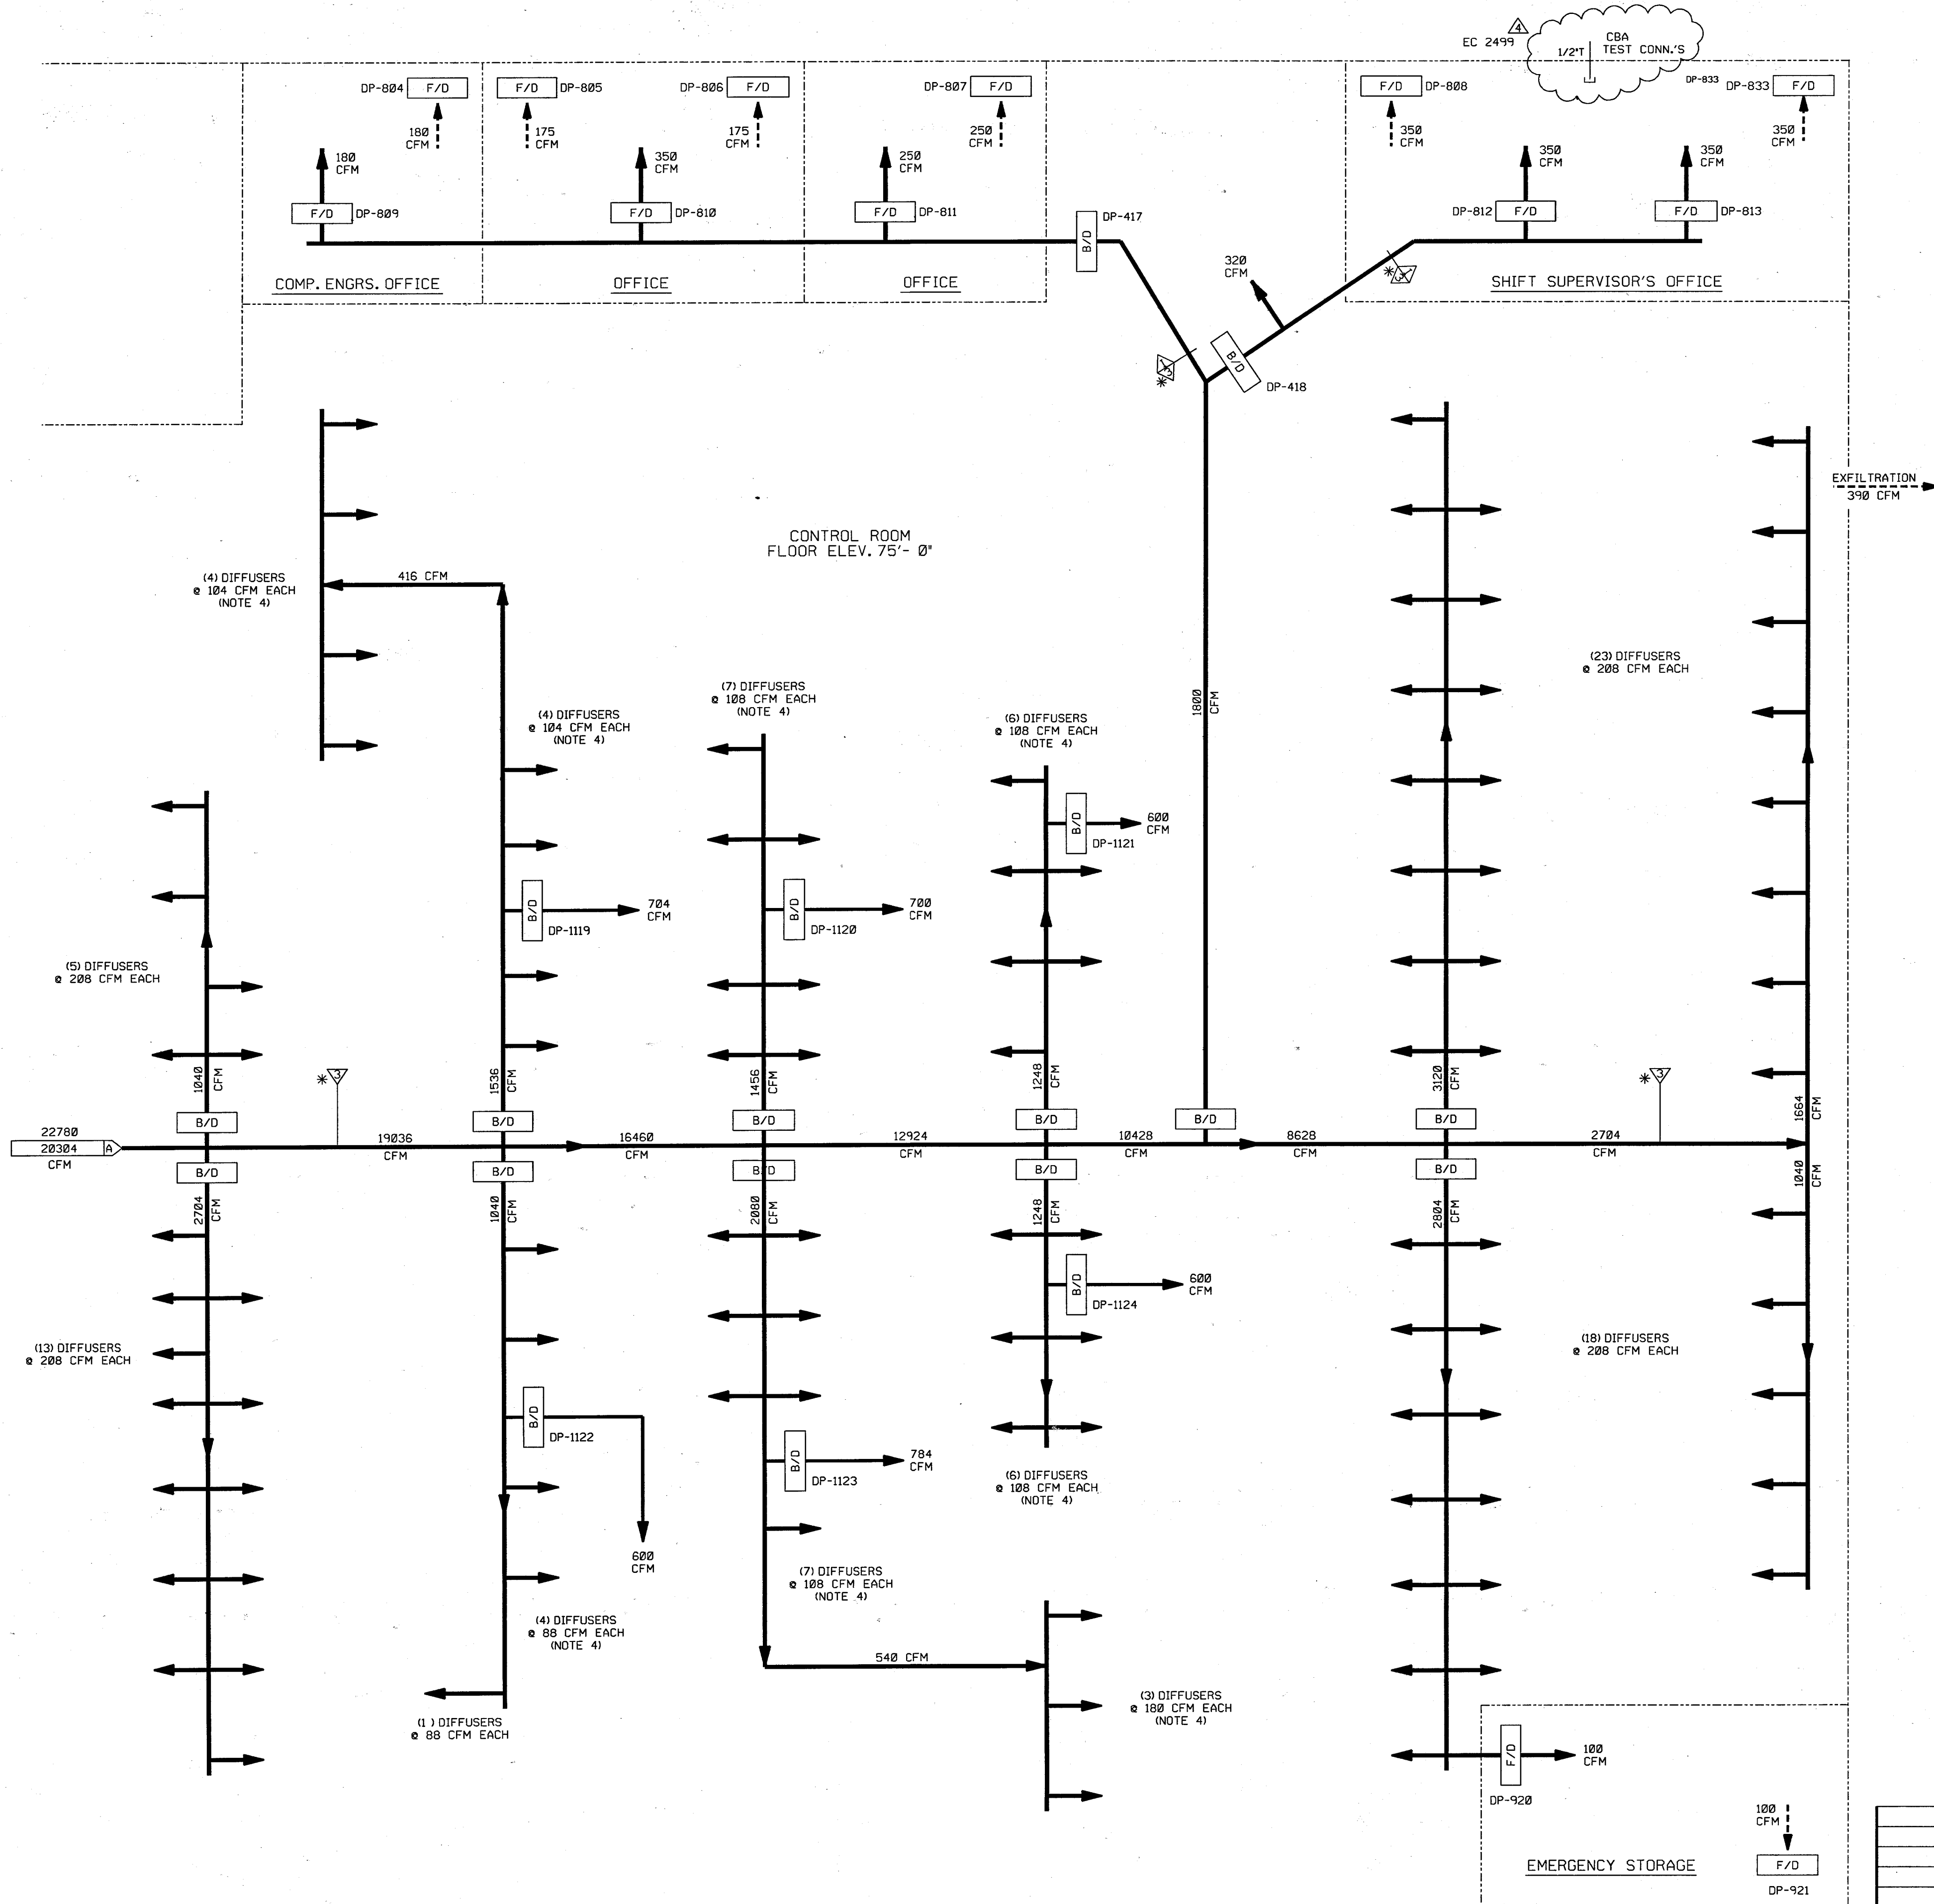 4
EC 2499
CBA
1/2"T TEST CONN.'S
DP-804 F/D
F/D DP-805
DP-806 F/D
DP-807 F/D
F/D DP-808
DP-833
DP-833 F/D
180
CFM
175
CFM
175
CFM
250
CFM
350
CFM
350
CFM
180
CFM
350
CFM
250
CFM
350
CFM
350
CFM
F/D DP-809
F/D DP-810
F/D DP-811
B/D DP-417
DP-812 F/D
F/D DP-813
COMP. ENGRS. OFFICE
OFFICE
OFFICE
SHIFT SUPERVISOR'S OFFICE
320
CFM
* 3
* 3
B/D
DP-418
EXFILTRATION
390 CFM
CONTROL ROOM
FLOOR ELEV. 75'- 0"
(4) DIFFUSERS
@ 104 CFM EACH
(NOTE 4)
416 CFM
(23) DIFFUSERS
@ 208 CFM EACH
(7) DIFFUSERS
@ 108 CFM EACH
(NOTE 4)
1800
CFM
(4) DIFFUSERS
@ 104 CFM EACH
(NOTE 4)
(6) DIFFUSERS
@ 108 CFM EACH
(NOTE 4)
B/D
600
CFM
DP-1121
B/D
704
CFM
DP-1119
B/D
700
CFM
DP-1120
(5) DIFFUSERS
@ 208 CFM EACH
1040
CFM
* 3
1536
CFM
1456
CFM
1248
CFM
3120
CFM
* 3
1664
CFM
B/D
B/D
B/D
B/D
B/D
B/D
22780
20304 A
CFM
19036
CFM
16460
CFM
12924
CFM
10428
CFM
8628
CFM
2704
CFM
B/D
B/D
B/D
B/D
B/D
2704
CFM
1040
CFM
2080
CFM
1248
CFM
2804
CFM
1040
CFM
B/D
600
CFM
DP-1124
(13) DIFFUSERS
@ 208 CFM EACH
(18) DIFFUSERS
@ 208 CFM EACH
B/D
DP-1122
600
CFM
B/D
784
CFM
DP-1123
(6) DIFFUSERS
@ 108 CFM EACH
(NOTE 4)
(7) DIFFUSERS
@ 108 CFM EACH
(NOTE 4)
(4) DIFFUSERS
@ 88 CFM EACH
(NOTE 4)
540 CFM
(1 ) DIFFUSERS
@ 88 CFM EACH
(3) DIFFUSERS
@ 180 CFM EACH
(NOTE 4)
F/D
100
CFM
DP-920
100
CFM
EMERGENCY STORAGE
F/D
DP-921